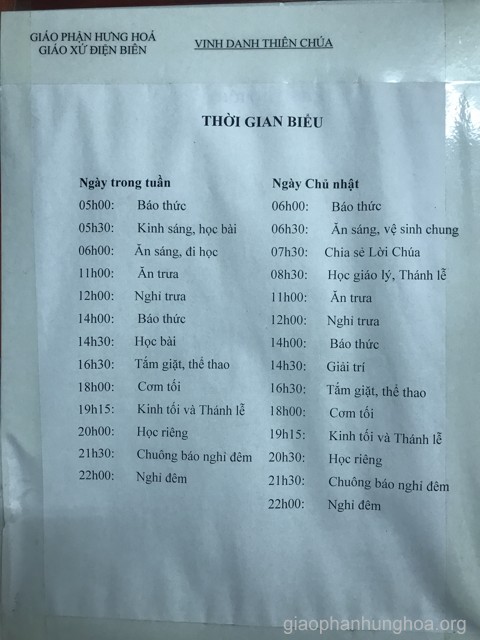 GIÁO PHẬN HƯNG HOÁ
GIÁO XỨ ĐIỆN BIÊN
VINH DANH THIÊN CHÚA
THỜI GIAN BIỂU
Ngày trong tuần
05h00: Báo thức
05h30: Kinh sáng, học bài
06h00: Ăn sáng, đi học
11h00: Ăn trưa
12h00: Nghỉ trưa
14h00: Báo thức
14h30: Học bài
16h30: Tắm giặt, thể thao
18h00: Cơm tối
19h15: Kinh tối và Thánh lễ
20h00: Học riêng
21h30: Chuông báo nghỉ đêm
22h00: Nghỉ đêm
Ngày Chủ nhật
06h00: Báo thức
06h30: Ăn sáng, vệ sinh chung
07h30: Chia sẻ Lời Chúa
08h30: Học giáo lý, Thánh lễ
11h00: Ăn trưa
12h00: Nghỉ trưa
14h00: Báo thức
14h30: Giải trí
16h30: Tắm giặt, thể thao
18h00: Cơm tối
19h15: Kinh tối và Thánh lễ
20h30: Học riêng
21h30: Chuông báo nghỉ đêm
22h00: Nghỉ đêm
giaophanhunghoa.org